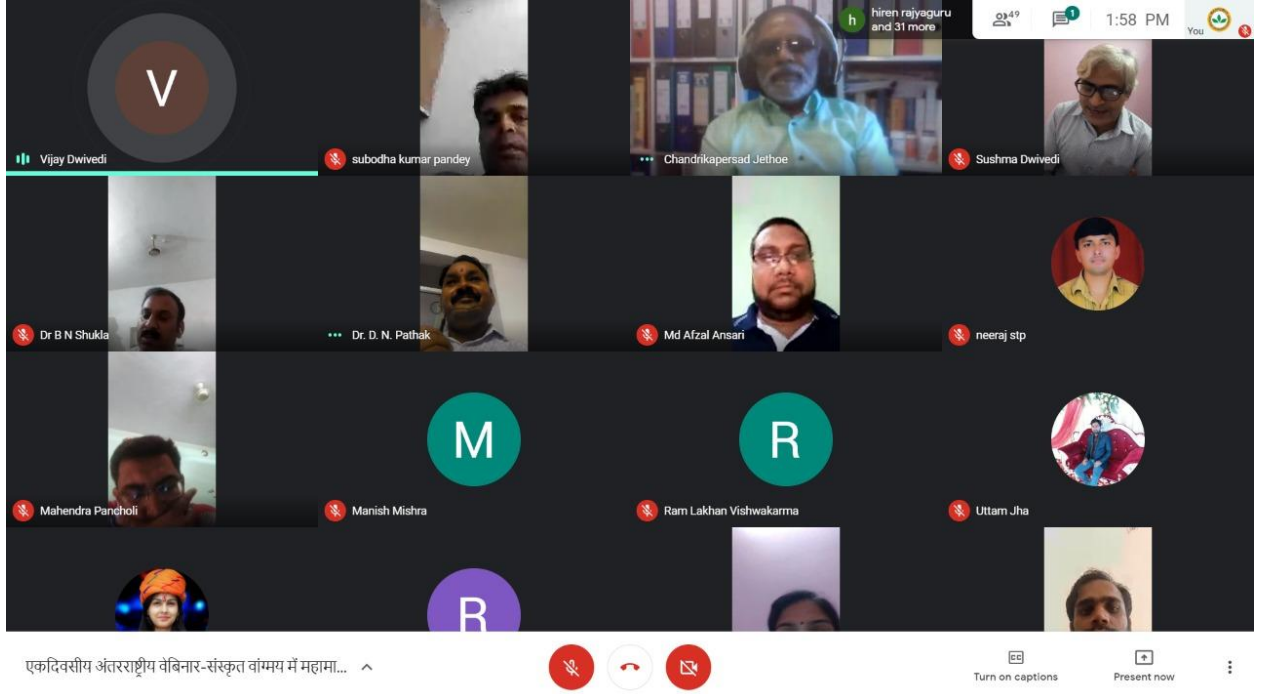 h hiren rajyaguru
and 31 more
49
1
1:58 PM
You
V
Vijay Dwivedi
subodha kumar pandey
Chandrikapersad Jethoe
Sushma Dwivedi
Dr B N Shukla
Dr. D. N. Pathak
Md Afzal Ansari
neeraj stp
Mahendra Pancholi
M
Manish Mishra
R
Ram Lakhan Vishwakarma
Uttam Jha
R
एकदिवसीय अंतरराष्ट्रीय वेबिनार-संस्कृत वांग्मय में महामा...
CC
Turn on captions
Present now